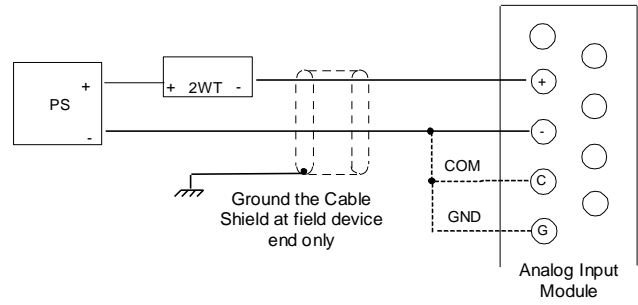 +
PS
-
+ 2WT -
+
-
COM
C
GND
G
Ground the Cable
Shield at field device
end only
Analog Input
Module